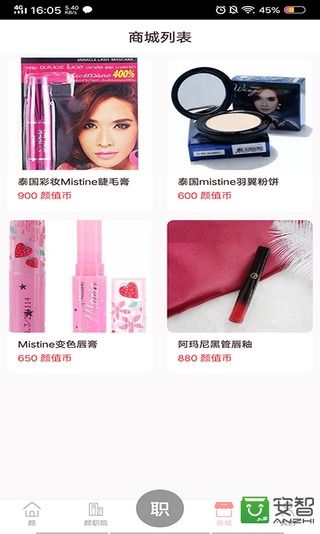 4G 16:05 5.40 KB/s
商城列表
MIRACLE LASH MASCARA
400%
泰国彩妆Mistine睫毛膏
900 颜值币
Wings
泰国mistine羽翼粉饼
600 颜值币
Mistine变色唇膏
650 颜值币
阿玛尼黑管唇釉
880 颜值币
颜
颜职院
职
商城
安智
ANZHI